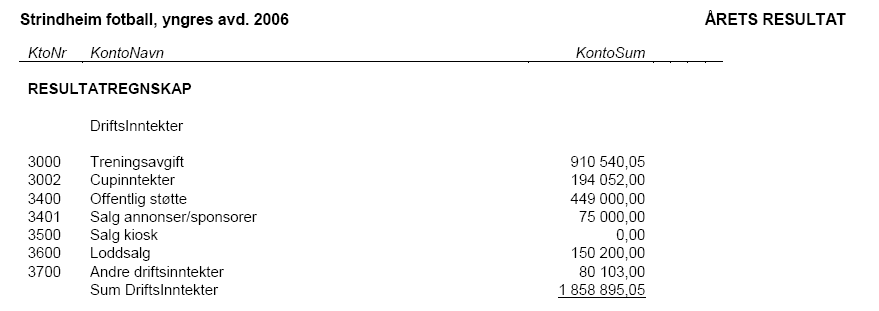 Strindheim fotball, yngres avd. 2006 ÅRETS RESULTAT
KtoNr KontoNavn KontoSum
RESULTATREGNSKAP
DriftsInntekter
3000 Treningsavgift 910 540,05
3002 Cupinntekter 194 052,00
3400 Offentlig støtte 449 000,00
3401 Salg annonser/sponsorer 75 000,00
3500 Salg kiosk 0,00
3600 Loddsalg 150 200,00
3700 Andre driftsinntekter 80 103,00
Sum DriftsInntekter 1 858 895,05